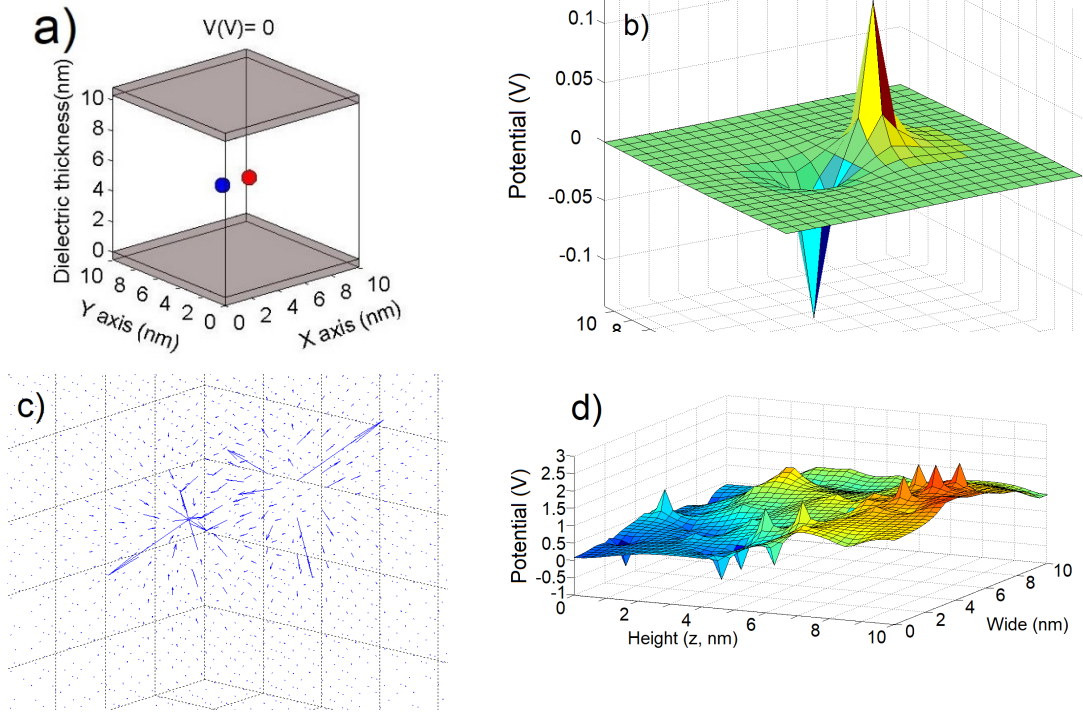 a)
V(V)= 0
Dielectric thickness(nm)
10
8
6
4
2
0
10 8 6 4 2 0
Y axis (nm)
0 2 4 6 8 10
X axis (nm)
b)
Potential (V)
0.1
0.05
0
-0.05
-0.1
10
8
c)
d)
Potential (V)
3
2.5
2
1.5
1
0.5
0
-0.5
-1
0 2 4 6 8 10
Height (z, nm)
0 2 4 6 8 10
Wide (nm)